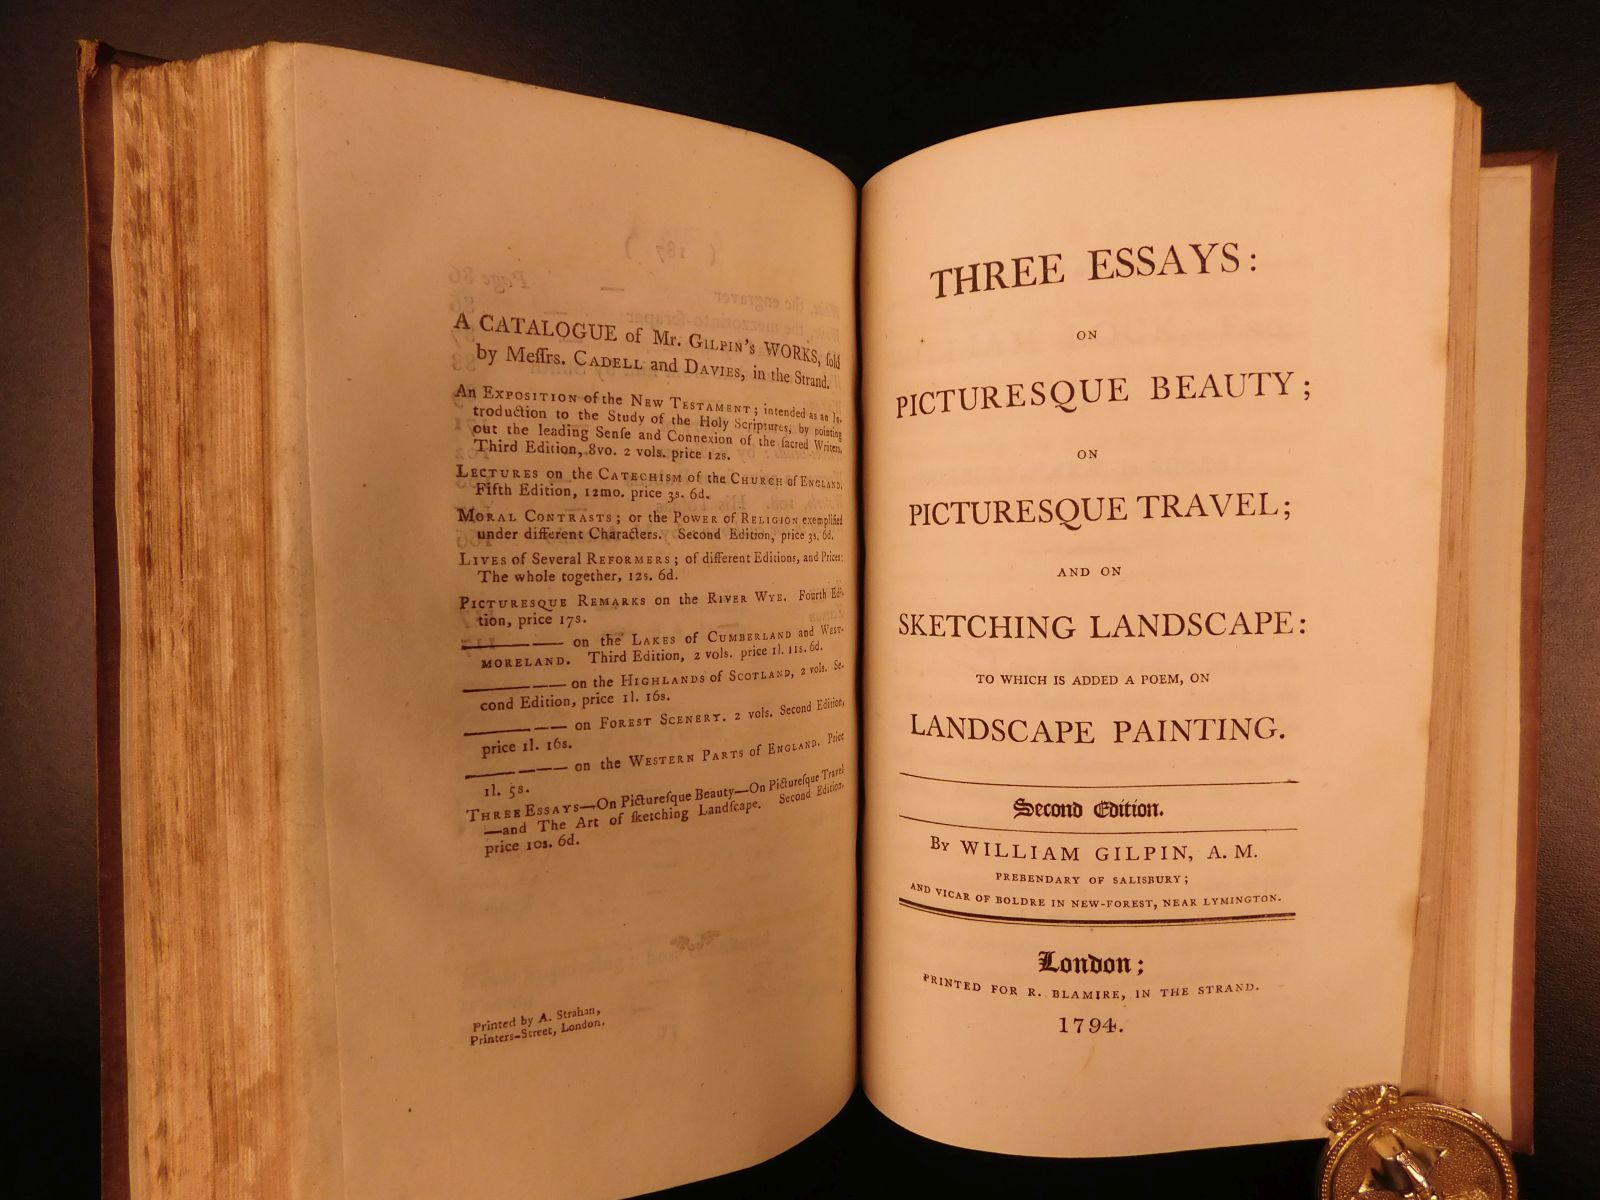 A CATALOGUE of Mr. GILPIN's WORKS, ſold
by Meſſrs. CADELL and DAVIES, in the Strand.
An EXPOSITION of the NEW TESTAMENT; intended as an In-
troduction to the Study of the Holy Scriptures, by pointing
out the leading Senſe and Connexion of the ſacred Writers.
Third Edition, 8vo. 2 vols. price 12s.
LECTURES on the CATECHISM of the CHURCH of ENGLAND.
Fifth Edition, 12mo. price 3s. 6d.
MORAL CONTRASTS; or the POWER of RELIGION exemplified
under different Characters. Second Edition, price 3s. 6d.
LIVES of Several REFORMERS; of different Editions, and Prices:
The whole together, 12s. 6d.
PICTURESQUE REMARKS on the RIVER WYE. Fourth Edi-
tion, price 17s.
——— — — on the LAKES of CUMBERLAND and WEST-
MORELAND. Third Edition, 2 vols. price 1l. 11s. 6d.
——— — — on the HIGHLANDS of SCOTLAND, 2 vols. Se-
cond Edition, price 1l. 16s.
——— — — on FOREST SCENERY. 2 vols. Second Edition,
price 1l. 16s.
——— — — on the WESTERN PARTS of ENGLAND. Price
1l. 5s.
THREE ESSAYS—On Pictureſque Beauty—On Pictureſque Travel
—and The Art of ſketching Landſcape. Second Edition.
price 10s. 6d.
Printed by A. Strahan,
Printers-Street, London.
THREE ESSAYS:
ON
PICTURESQUE BEAUTY;
ON
PICTURESQUE TRAVEL;
AND ON
SKETCHING LANDSCAPE:
TO WHICH IS ADDED A POEM, ON
LANDSCAPE PAINTING.
Second Edition.
By WILLIAM GILPIN, A. M.
PREBENDARY OF SALISBURY;
AND VICAR OF BOLDRE IN NEW-FOREST, NEAR LYMINGTON.
London;
PRINTED FOR R. BLAMIRE, IN THE STRAND.
1794.